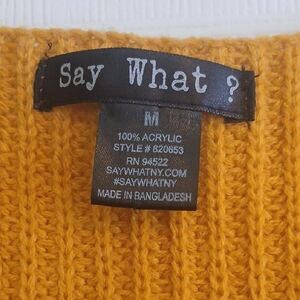 Say What ?
M
100% ACRYLIC
STYLE # 820653
RN 94522
SAYWHATNY.COM
#SAYWHATNY
MADE IN BANGLADESH